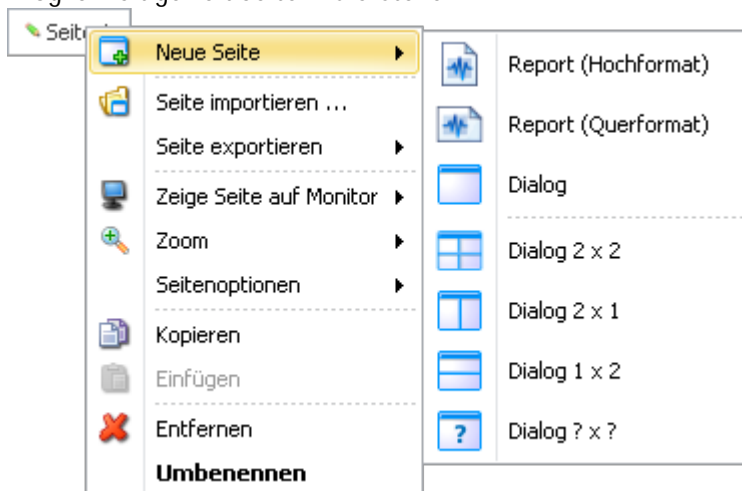 Seite
Neue Seite
Seite importieren ...
Seite exportieren
Zeige Seite auf Monitor
Zoom
Seitenoptionen
Kopieren
Einfügen
Entfernen
Umbenennen
Report (Hochformat)
Report (Querformat)
Dialog
Dialog 2 x 2
Dialog 2 x 1
Dialog 1 x 2
Dialog ? x ?